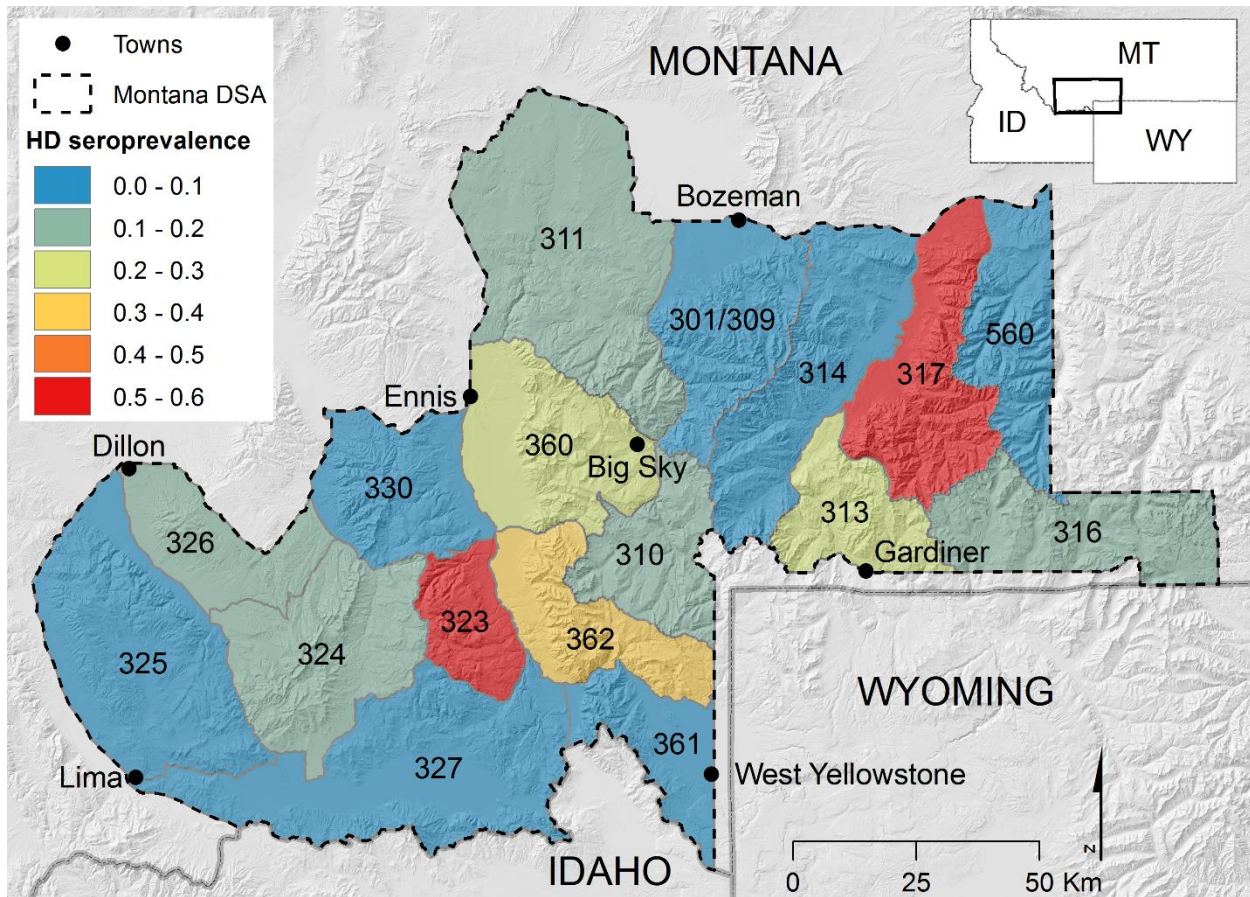 Towns
Montana DSA
HD seroprevalence
0.0 - 0.1
0.1 - 0.2
0.2 - 0.3
0.3 - 0.4
0.4 - 0.5
0.5 - 0.6
MONTANA
MT
ID
WY
Bozeman
311
301/309
314
317
560
Ennis
360
Big Sky
Dillon
330
326
313
316
310
Gardiner
323
362
324
325
WYOMING
327
361
Lima
West Yellowstone
IDAHO
N
0 25 50 Km